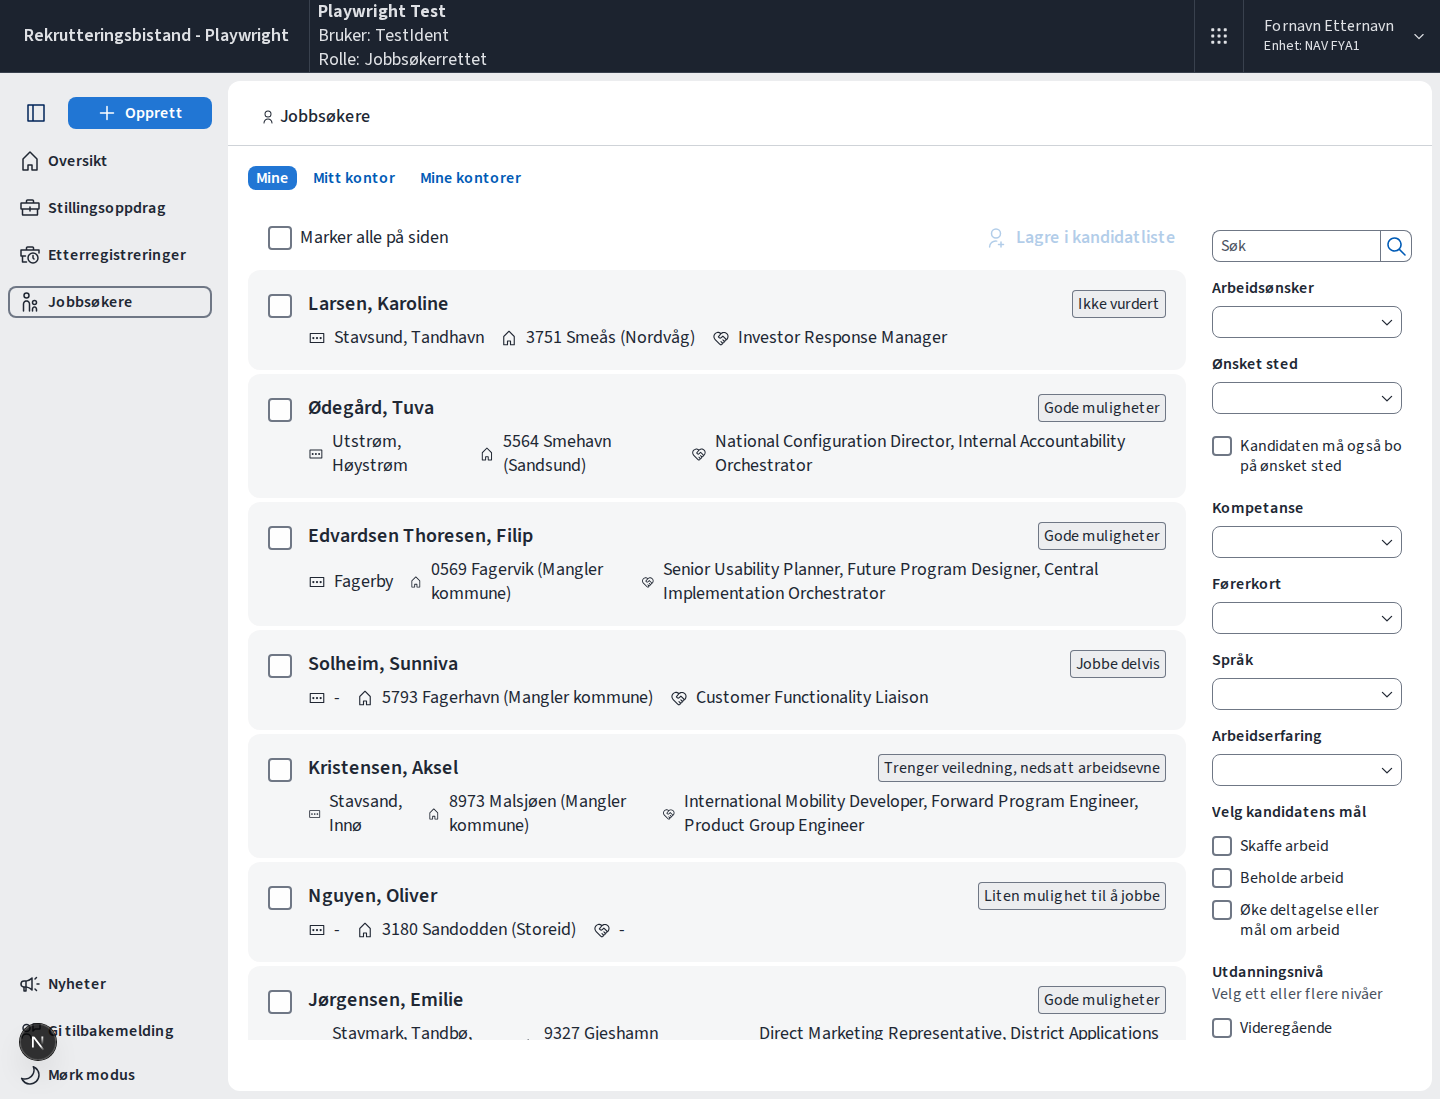 Rekrutteringsbistand - Playwright
Playwright Test
Bruker: TestIdent
Rolle: Jobbsøkerrettet
Fornavn Etternavn
Enhet: NAV FYA1
Opprett
Oversikt
Stillingsoppdrag
Etterregistreringer
Jobbsøkere
Nyheter
Gi tilbakemelding
N
Mørk modus
Jobbsøkere
Mine
Mitt kontor
Mine kontorer
Marker alle på siden
Lagre i kandidatliste
Larsen, Karoline
Ikke vurdert
Stavsund, Tandhavn
3751 Smeås (Nordvåg)
Investor Response Manager
Ødegård, Tuva
Gode muligheter
Utstrøm,
Høystrøm
5564 Smehavn
(Sandsund)
National Configuration Director, Internal Accountability
Orchestrator
Edvardsen Thoresen, Filip
Gode muligheter
Fagerby
0569 Fagervik (Mangler
kommune)
Senior Usability Planner, Future Program Designer, Central
Implementation Orchestrator
Solheim, Sunniva
Jobbe delvis
-
5793 Fagerhavn (Mangler kommune)
Customer Functionality Liaison
Kristensen, Aksel
Trenger veiledning, nedsatt arbeidsevne
Stavsand,
Innø
8973 Malsjøen (Mangler
kommune)
International Mobility Developer, Forward Program Engineer,
Product Group Engineer
Nguyen, Oliver
Liten mulighet til å jobbe
-
3180 Sandodden (Storeid)
-
Jørgensen, Emilie
Gode muligheter
Stavmark, Tandbø,
9327 Gjeshamn
Direct Marketing Representative, District Applications
Søk
Arbeidsønsker
Ønsket sted
Kandidaten må også bo
på ønsket sted
Kompetanse
Førerkort
Språk
Arbeidserfaring
Velg kandidatens mål
Skaffe arbeid
Beholde arbeid
Øke deltagelse eller
mål om arbeid
Utdanningsnivå
Velg ett eller flere nivåer
Videregående